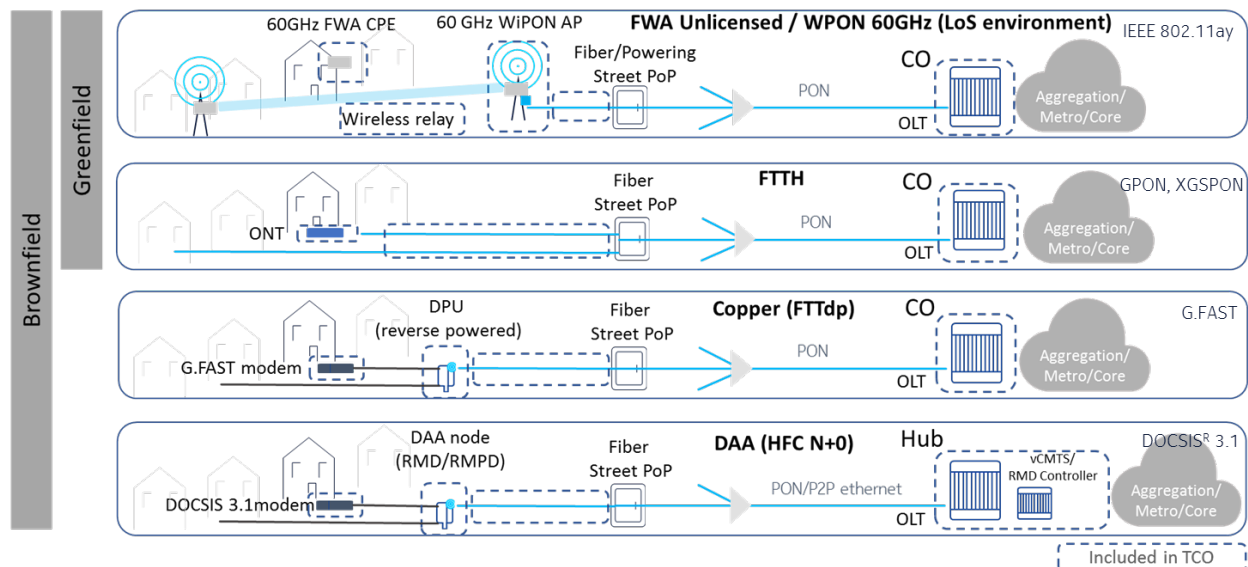 Brownfield
Greenfield
60GHz FWA CPE
60 GHz WiPON AP
FWA Unlicensed / WPON 60GHz (LoS environment)
IEEE 802.11ay
Fiber/Powering
Street PoP
Wireless relay
PON
CO
OLT
Aggregation/
Metro/Core
FTTH
GPON, XGSPON
Fiber
Street PoP
ONT
PON
CO
OLT
Aggregation/
Metro/Core
Copper (FTTdp)
G.FAST
DPU
(reverse powered)
Fiber
Street PoP
G.FAST modem
PON
CO
OLT
Aggregation/
Metro/Core
DAA (HFC N+0)
DOCSISᴿ 3.1
DAA node
(RMD/RMPD)
Fiber
Street PoP
DOCSIS 3.1modem
PON/P2P ethernet
Hub
OLT
vCMTS/
RMD Controller
Aggregation/
Metro/Core
Included in TCO